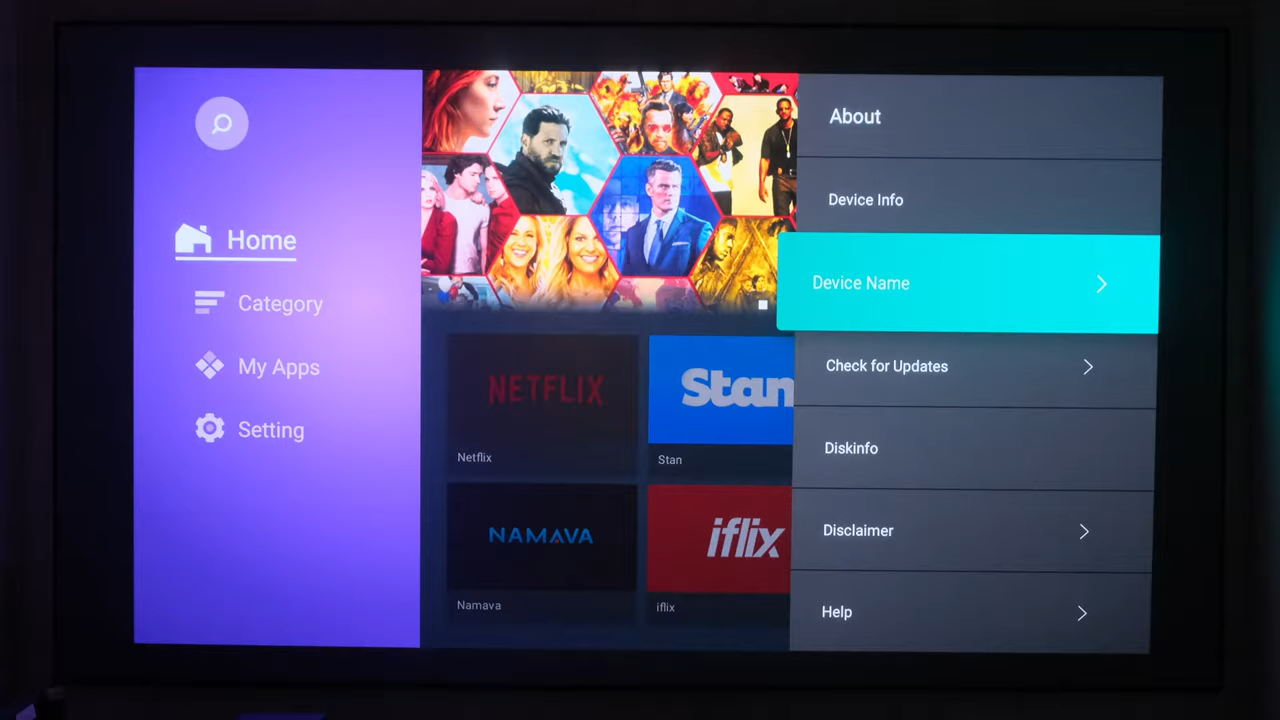 Home
Category
My Apps
Setting
NETFLIX
Netflix
Stan
Stan
NAMAVA
Namava
iflix
iflix
About
Device Info
Device Name
Check for Updates
Diskinfo
Disclaimer
Help